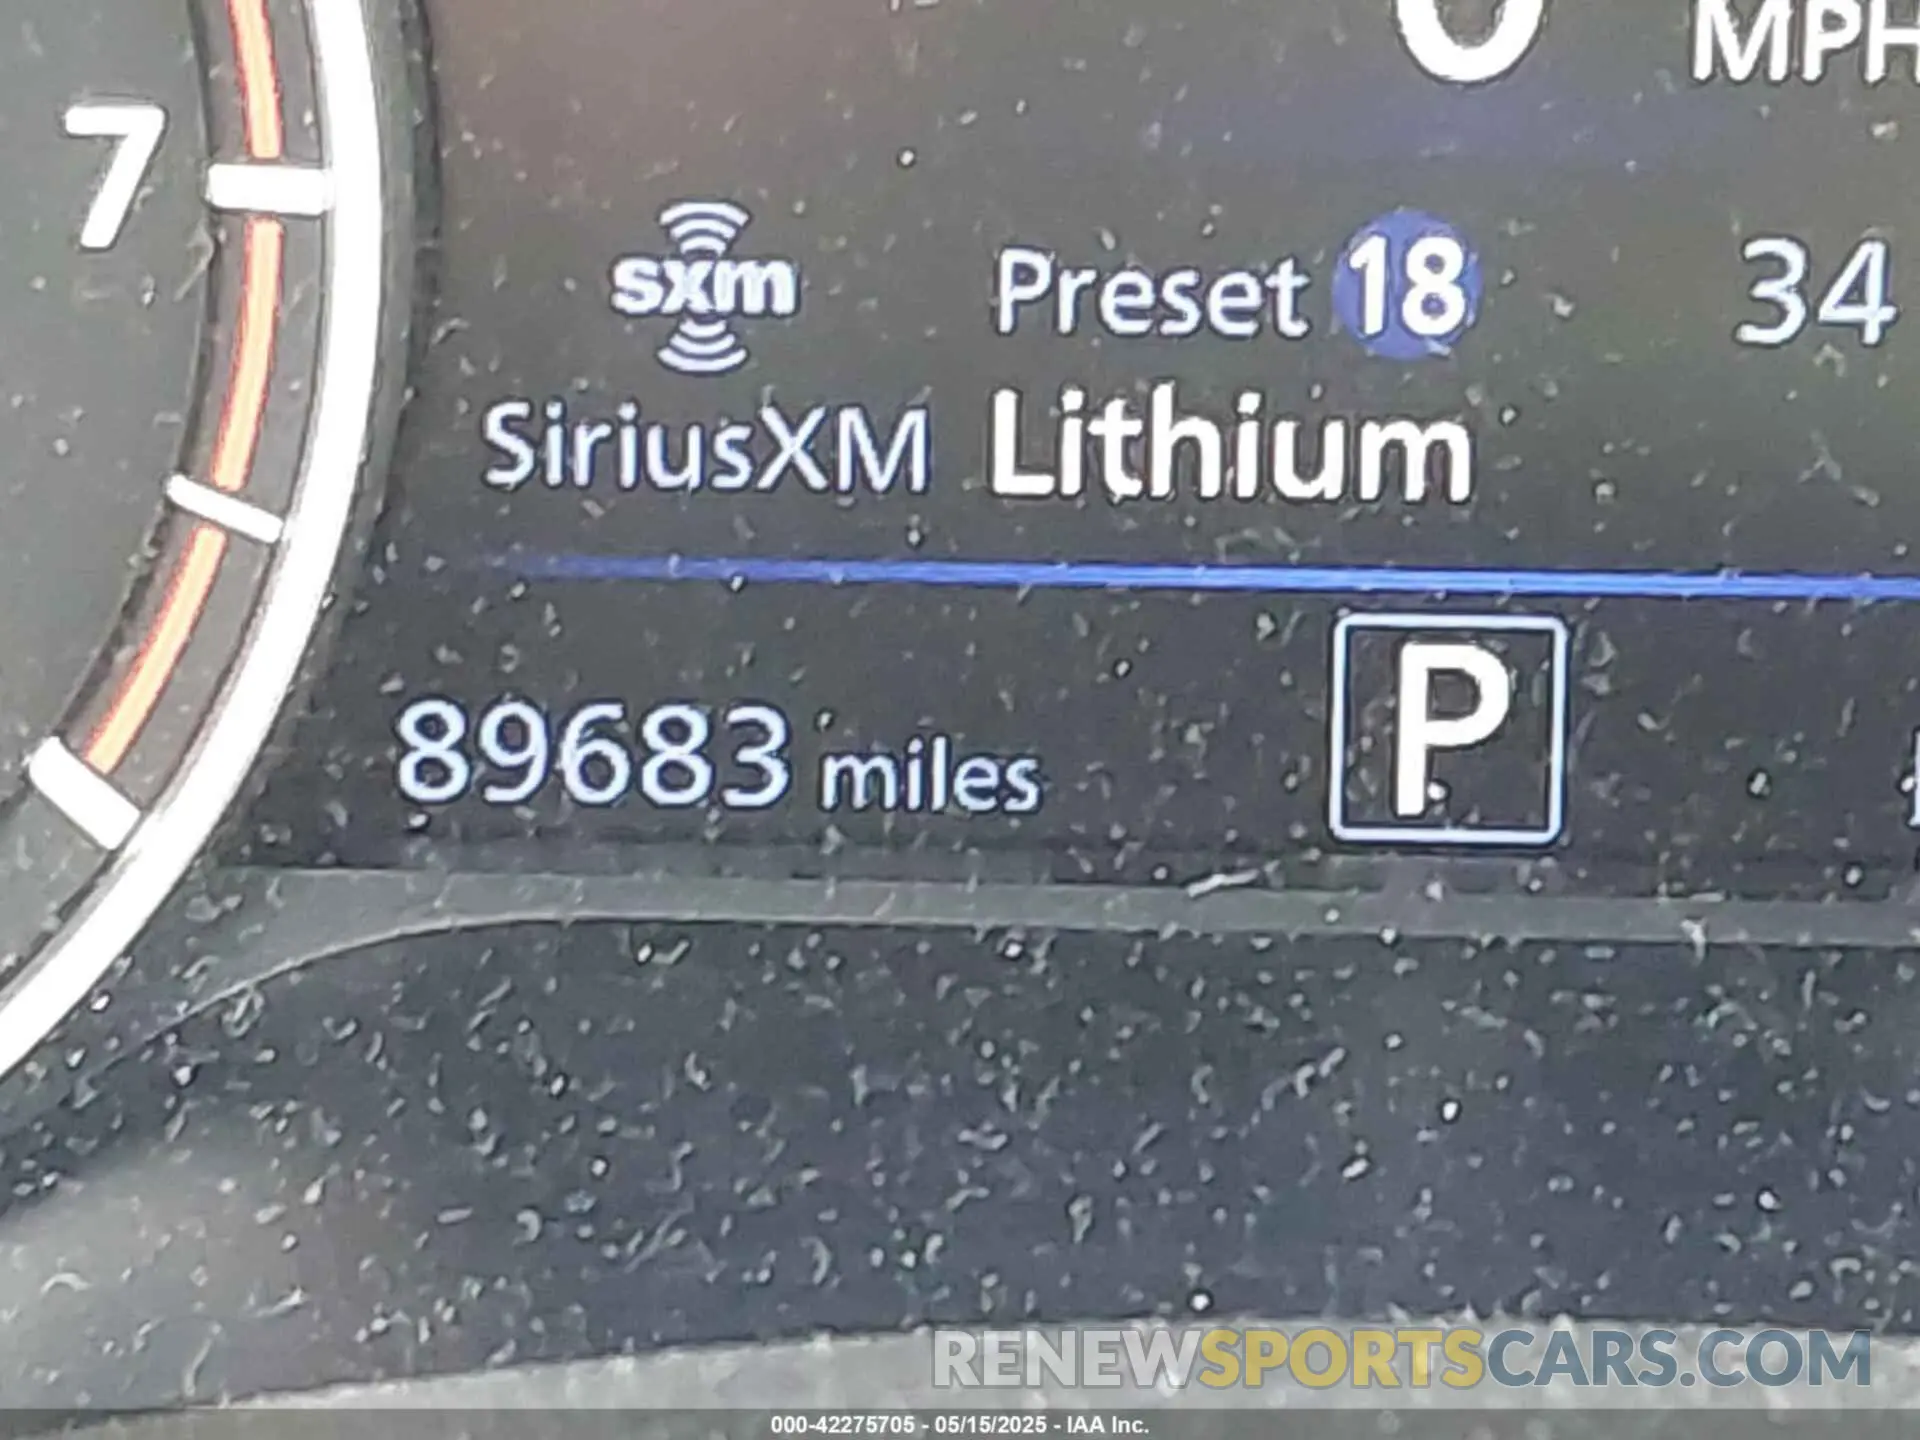 0 MPH
7
sxm Preset 18 34
SiriusXM Lithium
89683 miles P
RENEWSPORTSCARS.COM
000-42275705 - 05/15/2025 - IAA Inc.